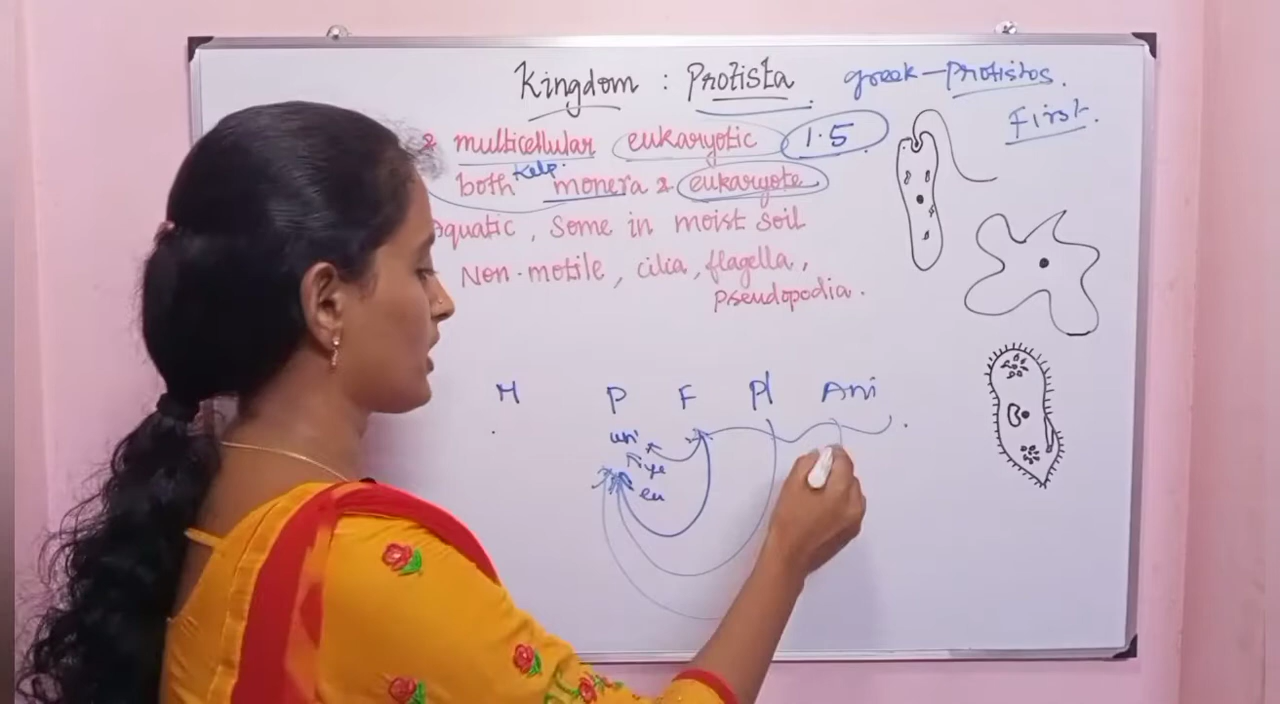 Kingdom : Protista greek - Protistos.
First.
& multicellular eukaryotic 1.5
Kelp.
both monera & eukaryote
aquatic, Some in moist soil
Non-motile, cilia, flagella,
pseudopodia.
M P F Pl Ani
uni
eu